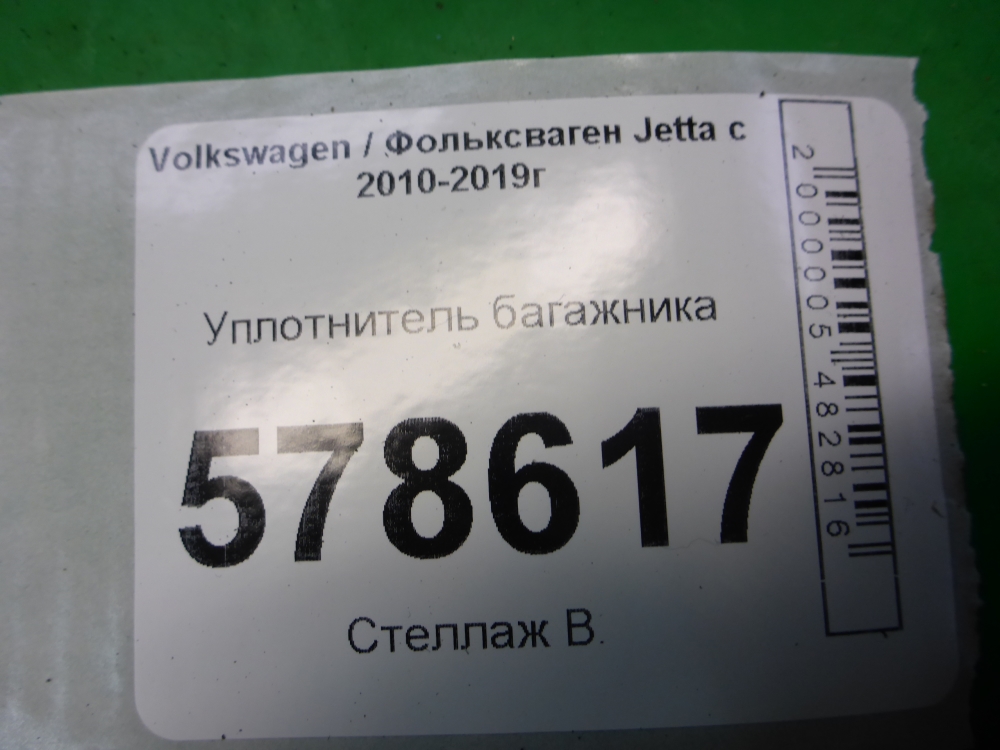 Volkswagen / Фольксваген Jetta с
2010-2019г
Уплотнитель багажника
578617
Стеллаж В.
2000005482816